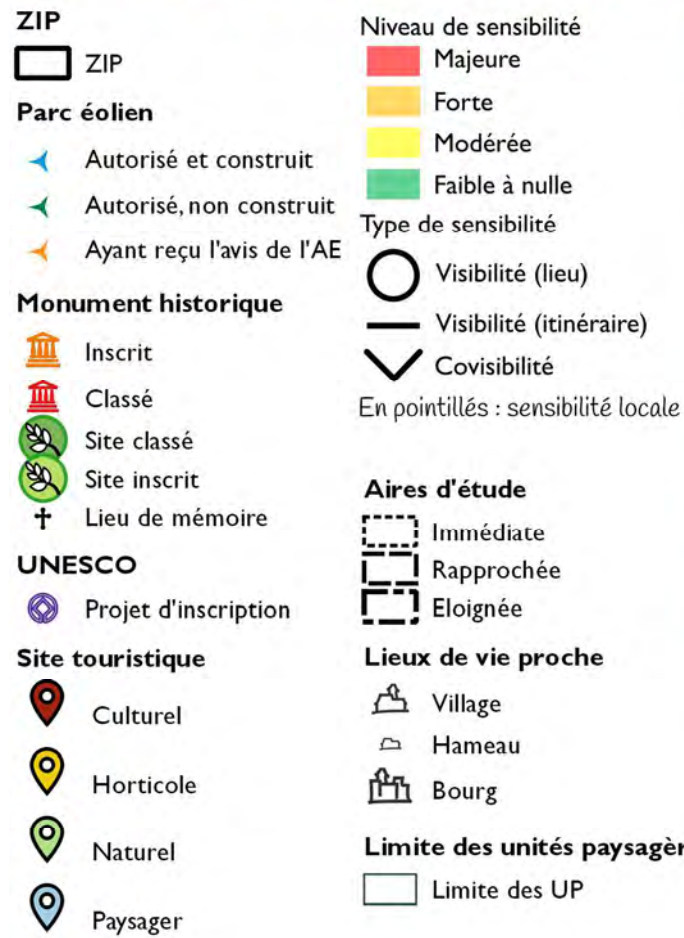 ZIP
ZIP
Parc éolien
Autorisé et construit
Autorisé, non construit
Ayant reçu l'avis de l'AE
Monument historique
Inscrit
Classé
Site classé
Site inscrit
Lieu de mémoire
UNESCO
Projet d'inscription
Site touristique
Culturel
Horticole
Naturel
Paysager
Niveau de sensibilité
Majeure
Forte
Modérée
Faible à nulle
Type de sensibilité
Visibilité (lieu)
Visibilité (itinéraire)
Covisibilité
En pointillés : sensibilité locale
Aires d'étude
Immédiate
Rapprochée
Eloignée
Lieux de vie proche
Village
Hameau
Bourg
Limite des unités paysagèr
Limite des UP